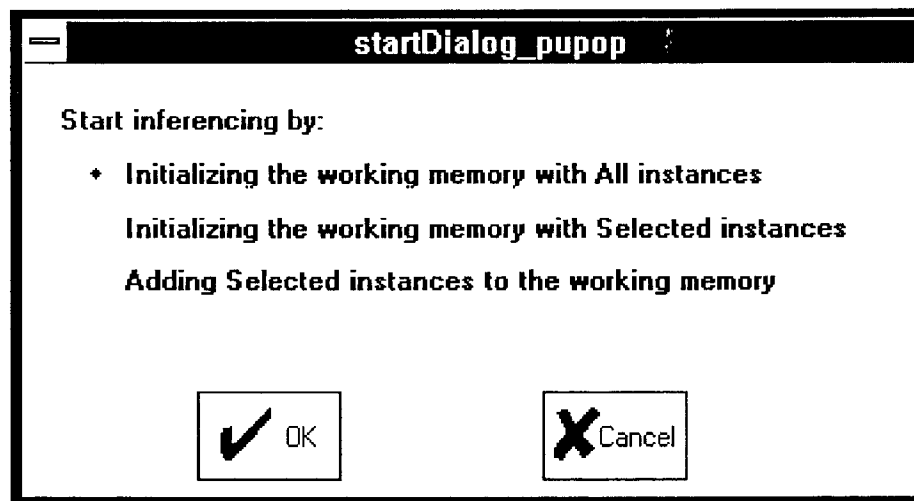 startDialog_pupop
Start inferencing by:
Initializing the working memory with All instances
Initializing the working memory with Selected instances
Adding Selected instances to the working memory
OK
Cancel